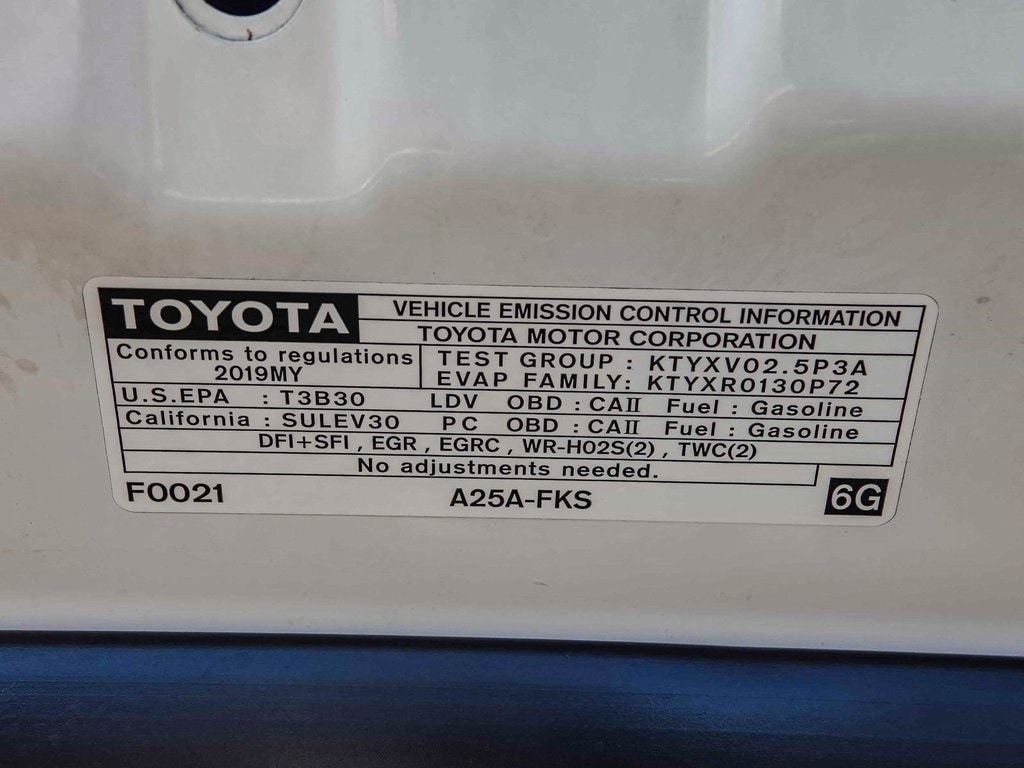 TOYOTA VEHICLE EMISSION CONTROL INFORMATION
TOYOTA MOTOR CORPORATION
Conforms to regulations
2019MY
TEST GROUP : KTYXV02.5P3A
EVAP FAMILY: KTYXR0130P72
U.S.EPA : T3B30 LDV OBD : CAII Fuel : Gasoline
California : SULEV30 PC OBD : CAII Fuel : Gasoline
DFI+SFI , EGR , EGRC , WR-HO2S(2) , TWC(2)
No adjustments needed.
F0021 A25A-FKS 6G